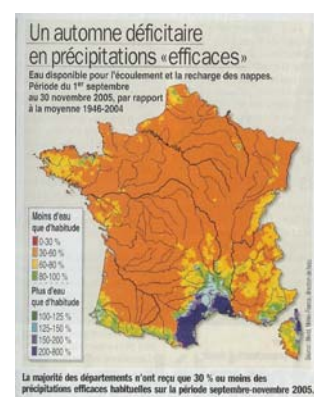 Un automne déficitaire
en précipitations «efficaces»
Eau disponible pour l'écoulement et la recharge des nappes.
Période du 1er septembre
au 30 novembre 2005, par rapport
à la moyenne 1946-2004
Moins d'eau
que d'habitude
0-30 %
30-60 %
60-80 %
80-100 %
Plus d'eau
que d'habitude
100-125 %
125-150 %
150-200 %
200-800 %
La majorité des départements n'ont reçu que 30 % ou moins des
précipitations efficaces habituelles sur la période septembre-novembre 2005.